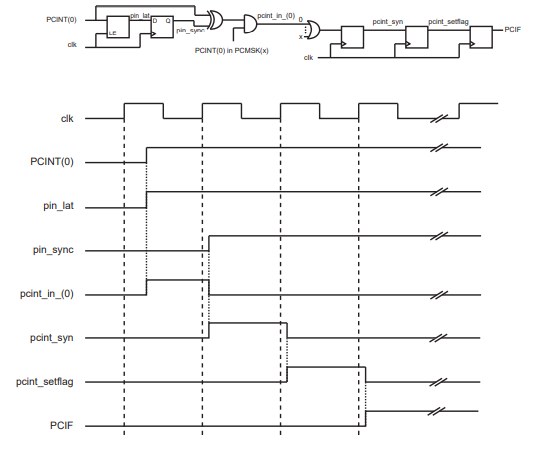 PCINT(0)
pin_lat
D Q
LE
clk
pin_sync
pcint_in_(0)
0
x
PCINT(0) in PCMSK(x)
clk
pcint_syn
pcint_setflag
PCIF
clk
PCINT(0)
pin_lat
pin_sync
pcint_in_(0)
pcint_syn
pcint_setflag
PCIF